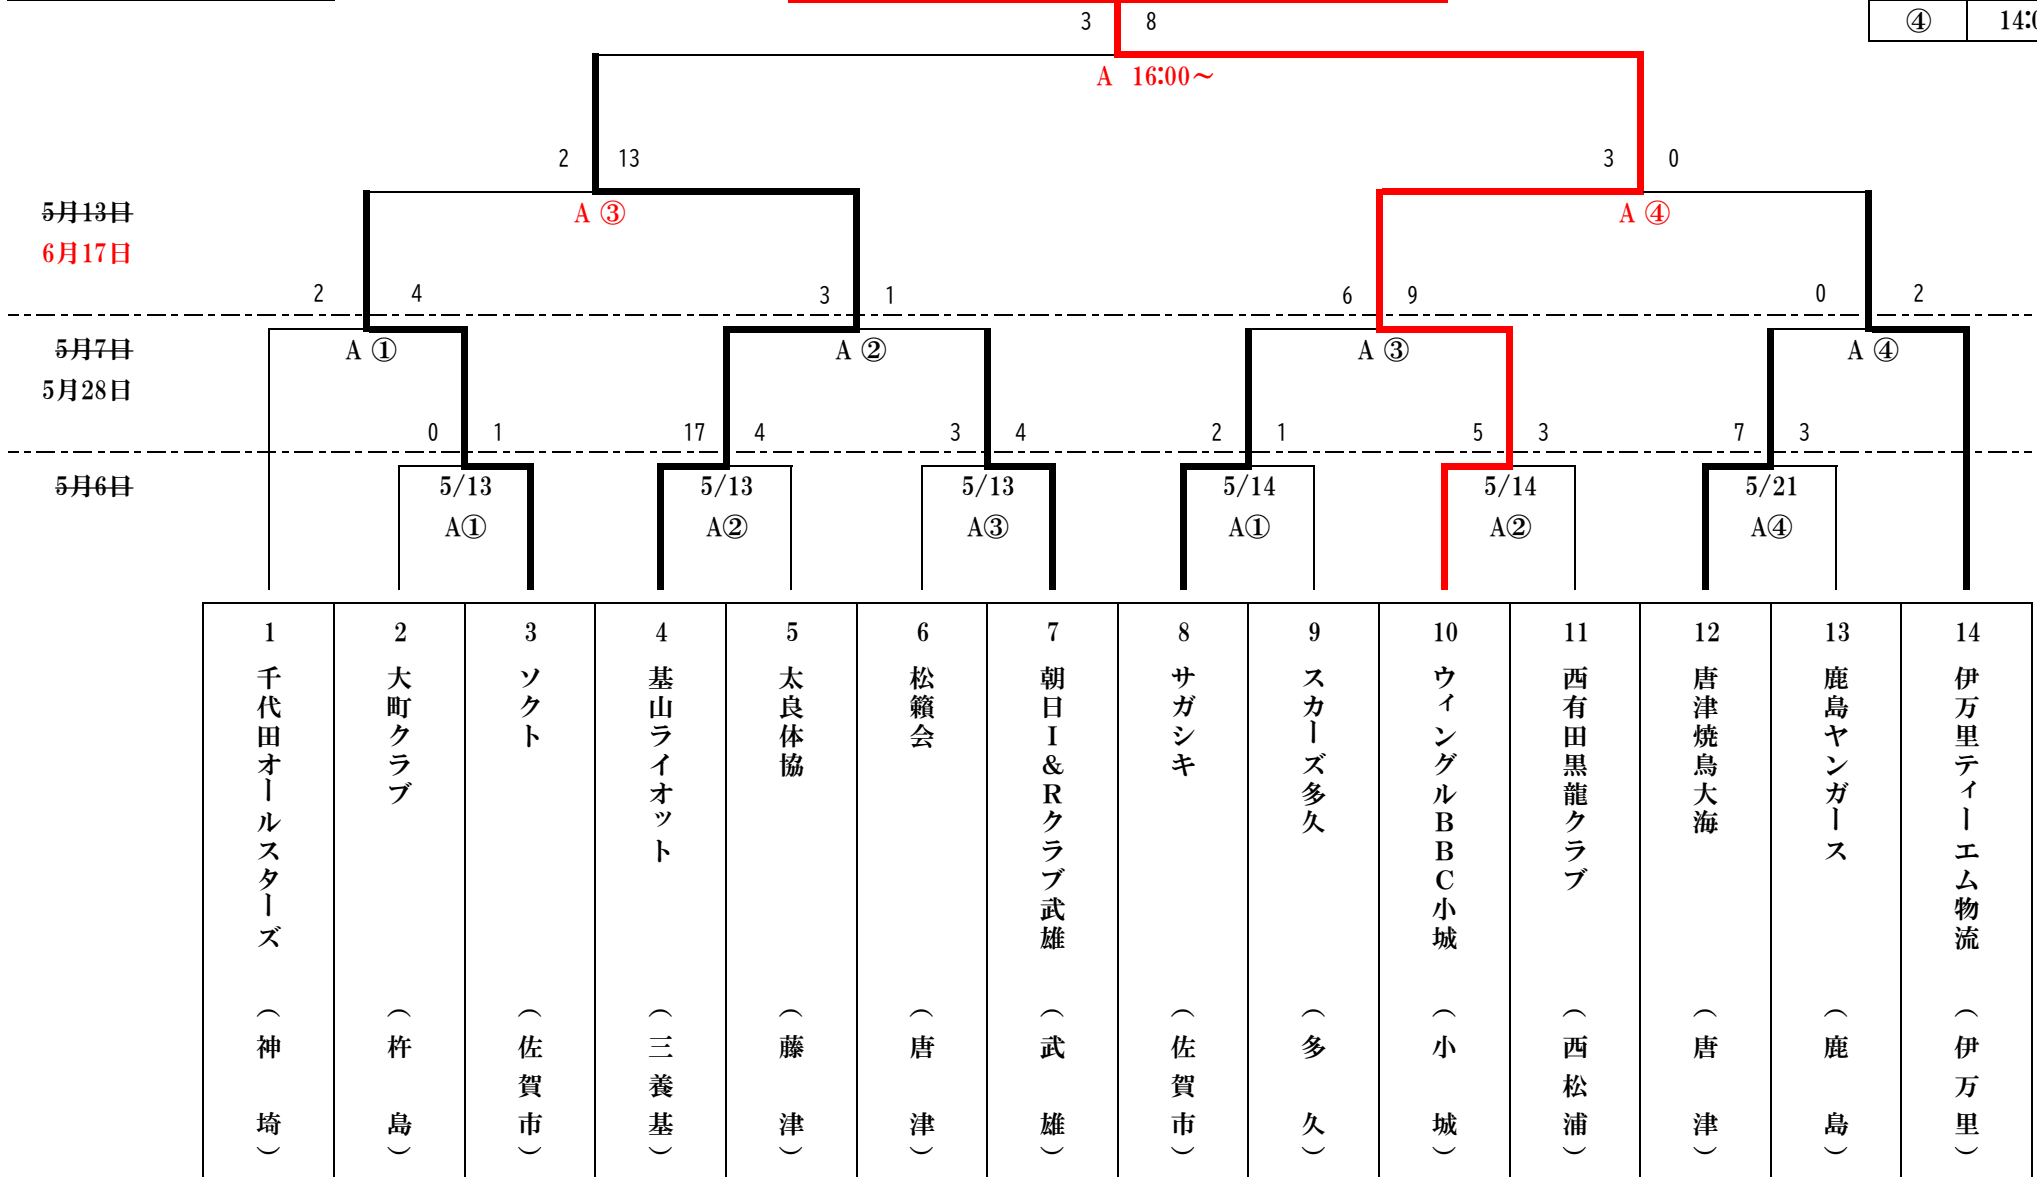 3 8
④ 14:0
A 16:00～
2 13
3 0
5月13日
A ③
A ④
6月17日
2 4
3 1
6 9
0 2
5月7日
A ①
A ②
A ③
A ④
5月28日
0 1
17 4
3 4
2 1
5 3
7 3
5月6日
5/13
5/13
5/13
5/14
5/14
5/21
A①
A②
A③
A①
A②
A④
1 千代田オールスターズ （神埼）
2 大町クラブ （杵島）
3 ソクト （佐賀市）
4 基山ライオット （三養基）
5 太良体協 （藤津）
6 松籟会 （唐津）
7 朝日I＆Rクラブ武雄 （武雄）
8 サガシキ （佐賀市）
9 スカーズ多久 （多久）
10 ウィングルBBC小城 （小城）
11 西有田黒龍クラブ （西松浦）
12 唐津焼鳥大海 （唐津）
13 鹿島ヤンガース （鹿島）
14 伊万里ティーエム物流 （伊万里）